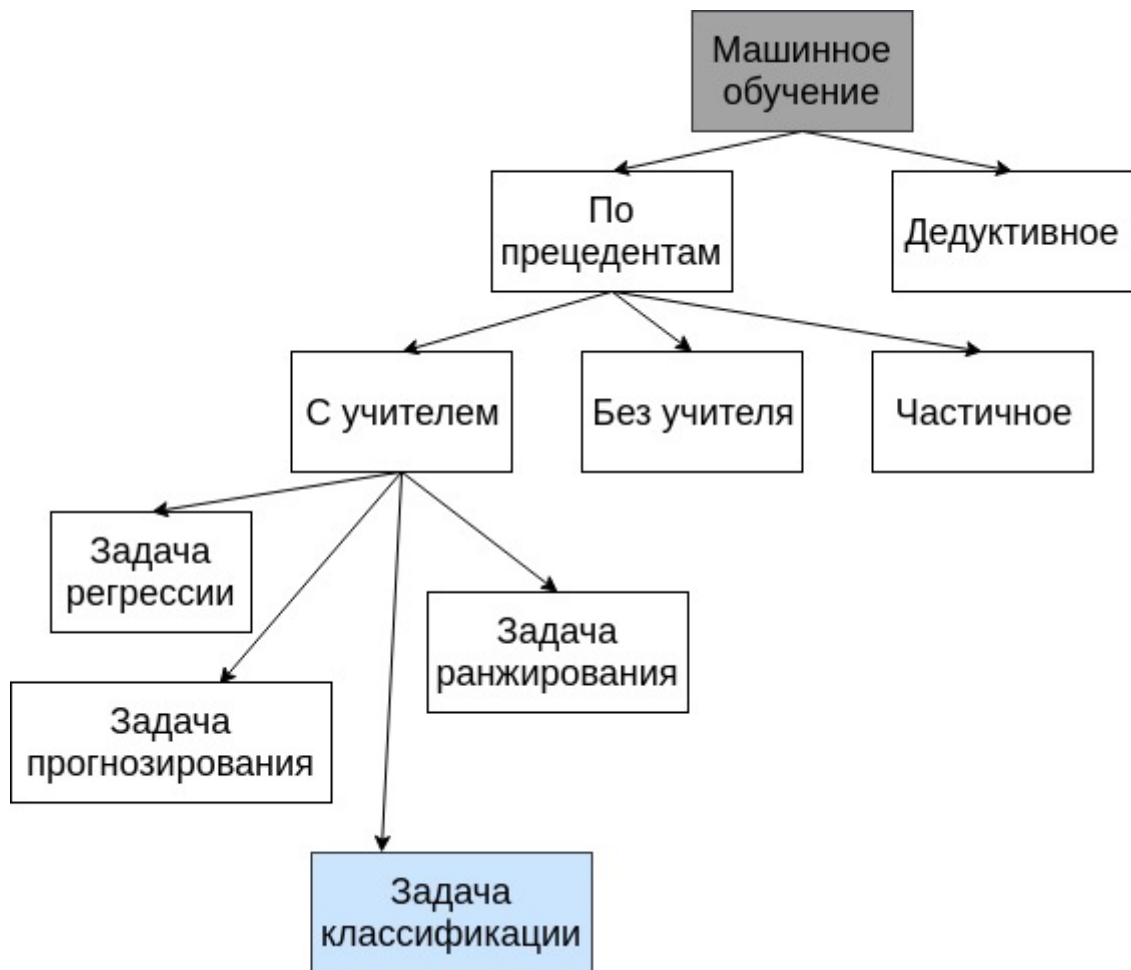 Машинное
обучение
По
прецедентам
Дедуктивное
С учителем
Без учителя
Частичное
Задача
регрессии
Задача
ранжирования
Задача
прогнозирования
Задача
классификации